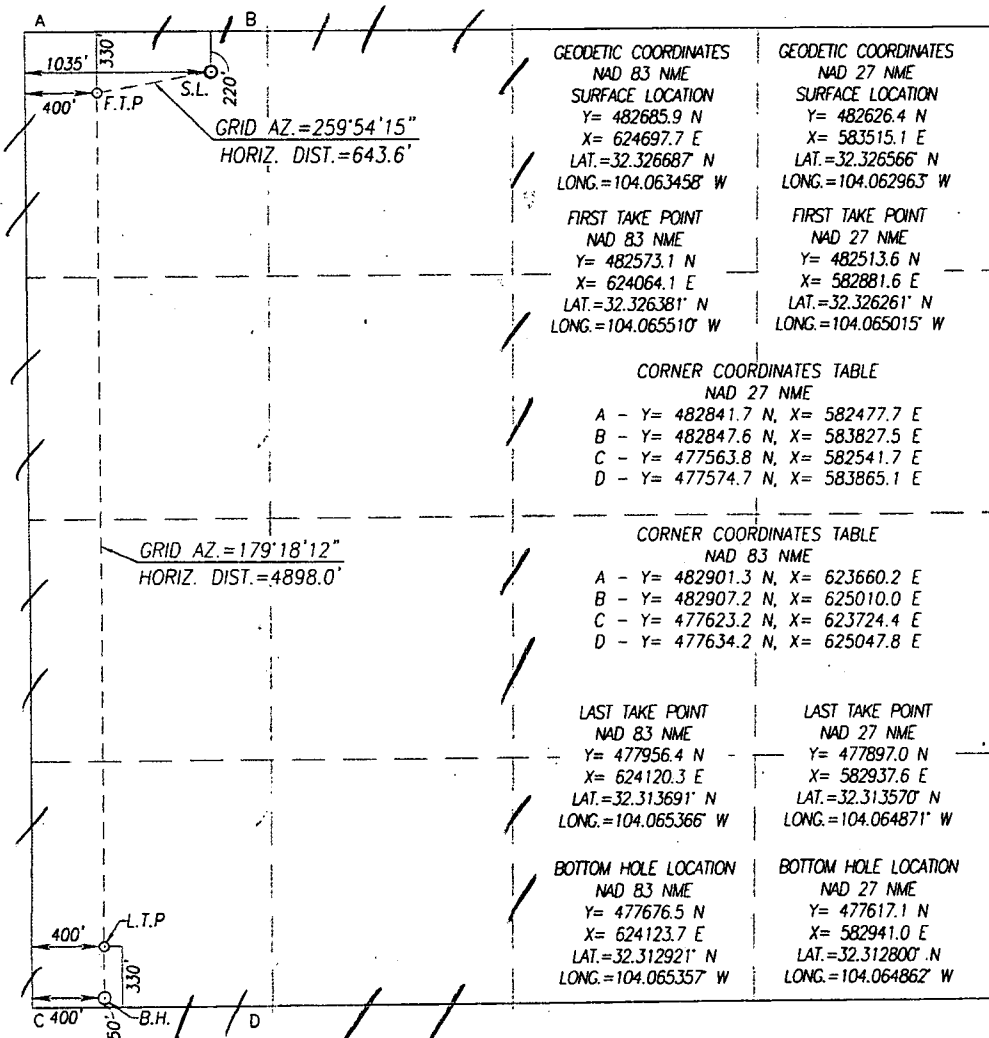 A
B
1035'
330'
S.L.
220'
400'
F.T.P
GRID AZ.=259°54'15"
HORIZ. DIST.=643.6'
GEODETIC COORDINATES
NAD 83 NME
SURFACE LOCATION
Y= 482685.9 N
X= 624697.7 E
LAT.=32.326687° N
LONG.=104.063458° W
GEODETIC COORDINATES
NAD 27 NME
SURFACE LOCATION
Y= 482626.4 N
X= 583515.1 E
LAT.=32.326566° N
LONG.=104.062963° W
FIRST TAKE POINT
NAD 83 NME
Y= 482573.1 N
X= 624064.1 E
LAT.=32.326381° N
LONG.=104.065510° W
FIRST TAKE POINT
NAD 27 NME
Y= 482513.6 N
X= 582881.6 E
LAT.=32.326261° N
LONG.=104.065015° W
CORNER COORDINATES TABLE
NAD 27 NME
A - Y= 482841.7 N, X= 582477.7 E
B - Y= 482847.6 N, X= 583827.5 E
C - Y= 477563.8 N, X= 582541.7 E
D - Y= 477574.7 N, X= 583865.1 E
GRID AZ.=179°18'12"
HORIZ. DIST.=4898.0'
CORNER COORDINATES TABLE
NAD 83 NME
A - Y= 482901.3 N, X= 623660.2 E
B - Y= 482907.2 N, X= 625010.0 E
C - Y= 477623.2 N, X= 623724.4 E
D - Y= 477634.2 N, X= 625047.8 E
LAST TAKE POINT
NAD 83 NME
Y= 477956.4 N
X= 624120.3 E
LAT.=32.313691° N
LONG.=104.065366° W
LAST TAKE POINT
NAD 27 NME
Y= 477897.0 N
X= 582937.6 E
LAT.=32.313570° N
LONG.=104.064871° W
BOTTOM HOLE LOCATION
NAD 83 NME
Y= 477676.5 N
X= 624123.7 E
LAT.=32.312921° N
LONG.=104.065357° W
BOTTOM HOLE LOCATION
NAD 27 NME
Y= 477617.1 N
X= 582941.0 E
LAT.=32.312800° N
LONG.=104.064862° W
400'
L.T.P
330'
C
400'
B.H.
D